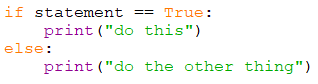 if statement == True:
    print("do this")
else:
    print("do the other thing")